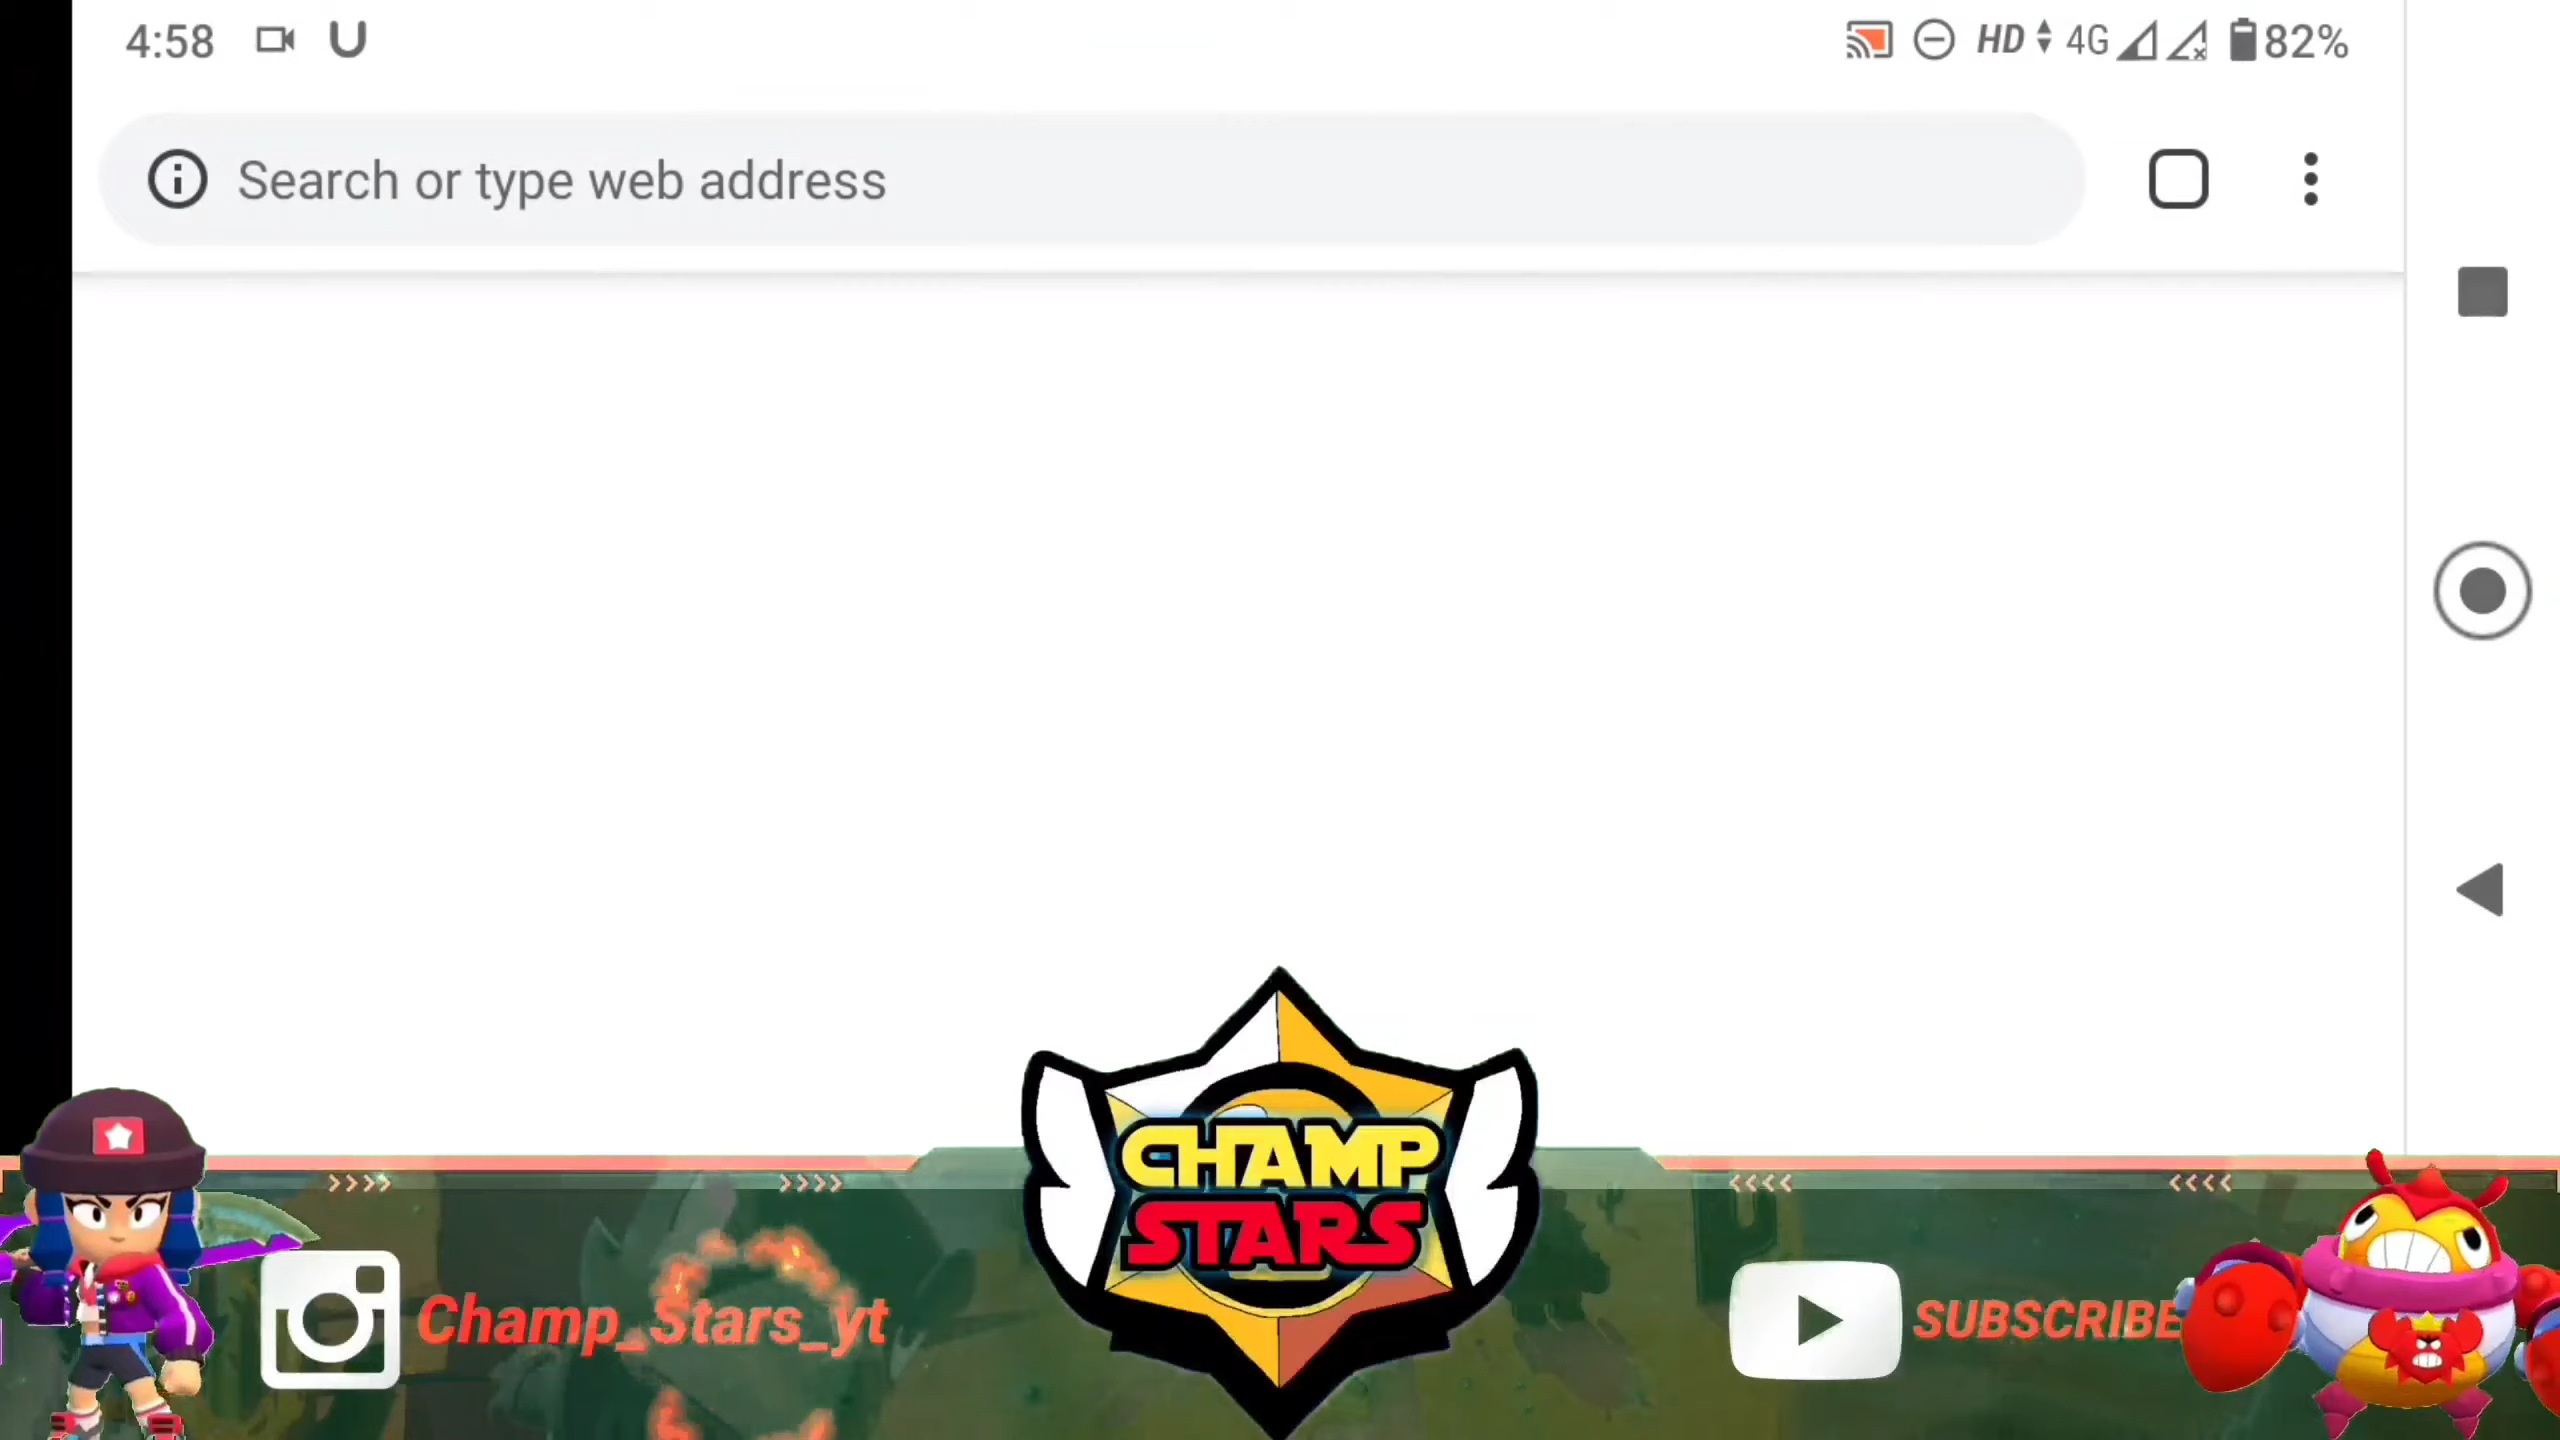 4:58 HD 4G 82%
Search or type web address
CHAMP
STARS
Champ_Stars_yt
SUBSCRIBE